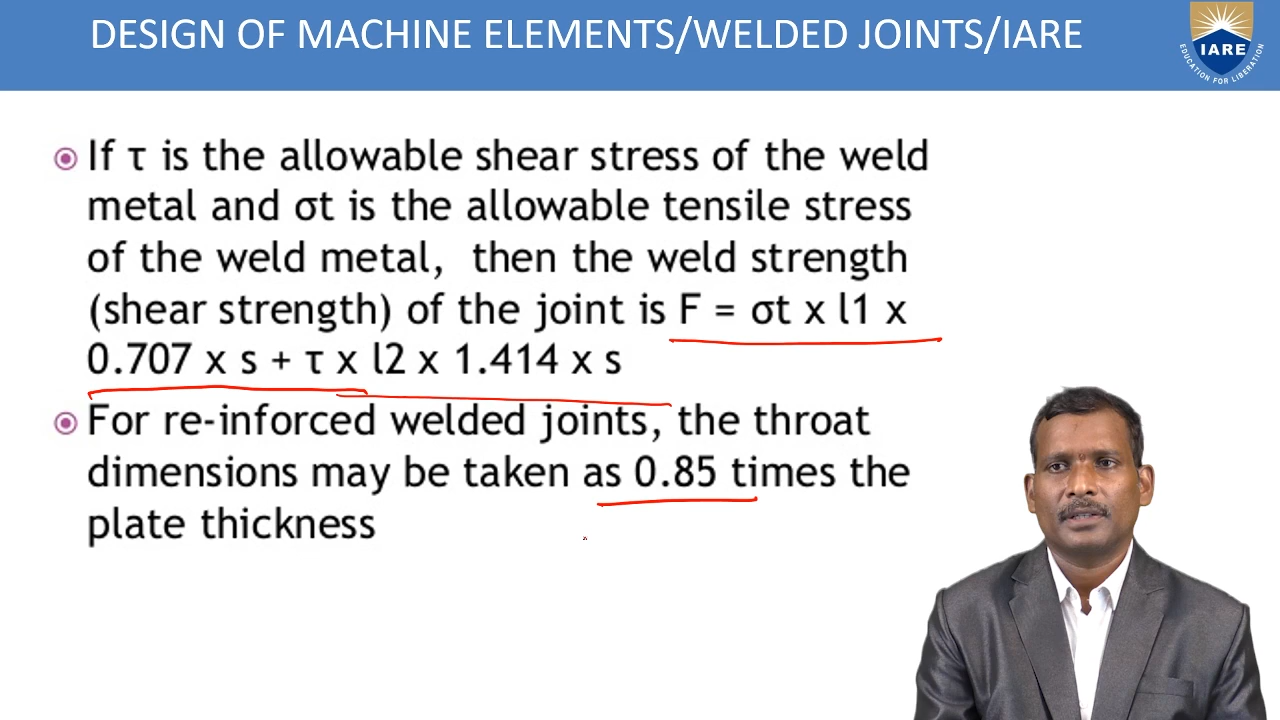 DESIGN OF MACHINE ELEMENTS/WELDED JOINTS/IARE
IARE
EDUCATION FOR LIBERATION
If τ is the allowable shear stress of the weld
metal and σt is the allowable tensile stress
of the weld metal, then the weld strength
(shear strength) of the joint is F = σt x l1 x
0.707 x s + τ x l2 x 1.414 x s
For re-inforced welded joints, the throat
dimensions may be taken as 0.85 times the
plate thickness